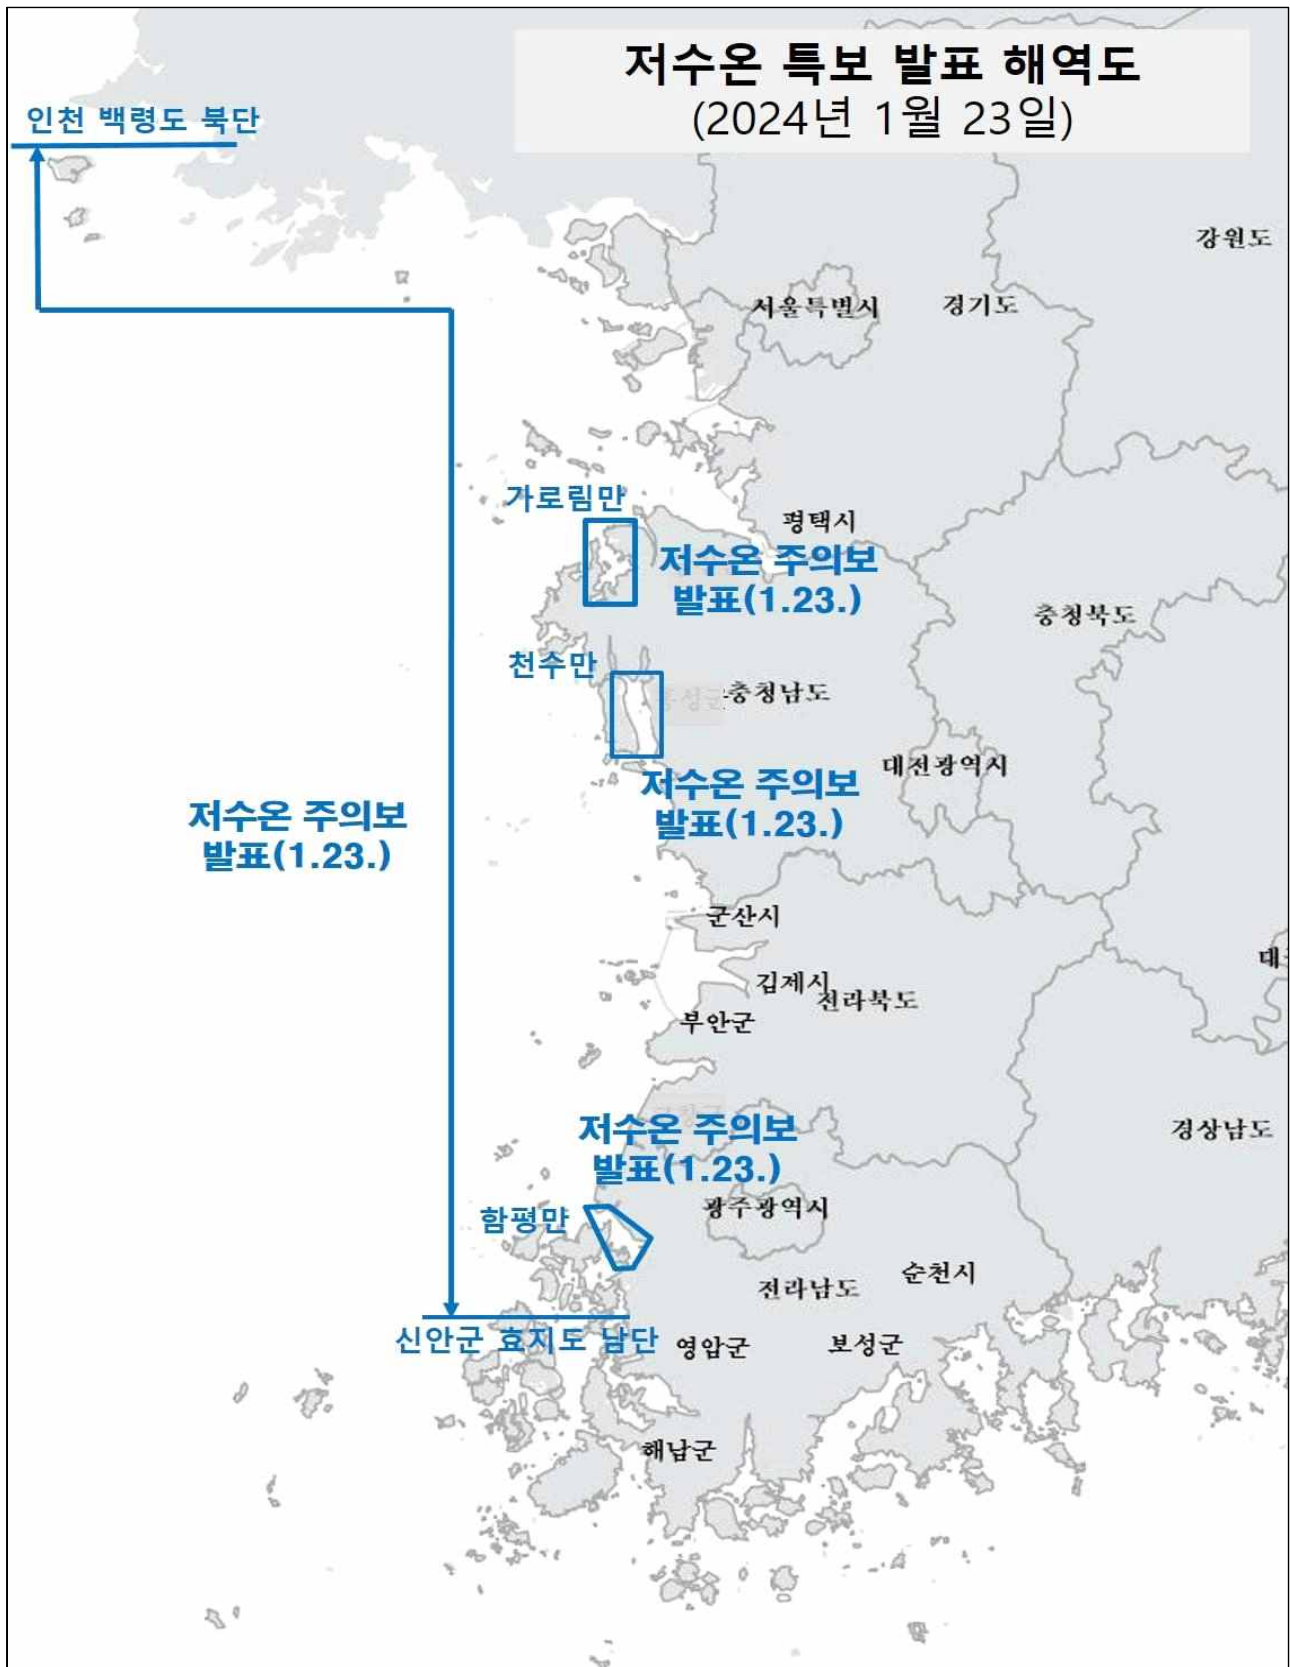 저수온 특보 발표 해역도
(2024년 1월 23일)
인천 백령도 북단
강원도
서울특별시
경기도
가로림만
평택시
저수온 주의보
발표(1.23.)
충청북도
천수만
충청남도
대전광역시
저수온 주의보
발표(1.23.)
저수온 주의보
발표(1.23.)
군산시
김제시
전라북도
부안군
저수온 주의보
발표(1.23.)
경상남도
함평만
광주광역시
순천시
전라남도
신안군 효지도 남단
영암군
보성군
해남군